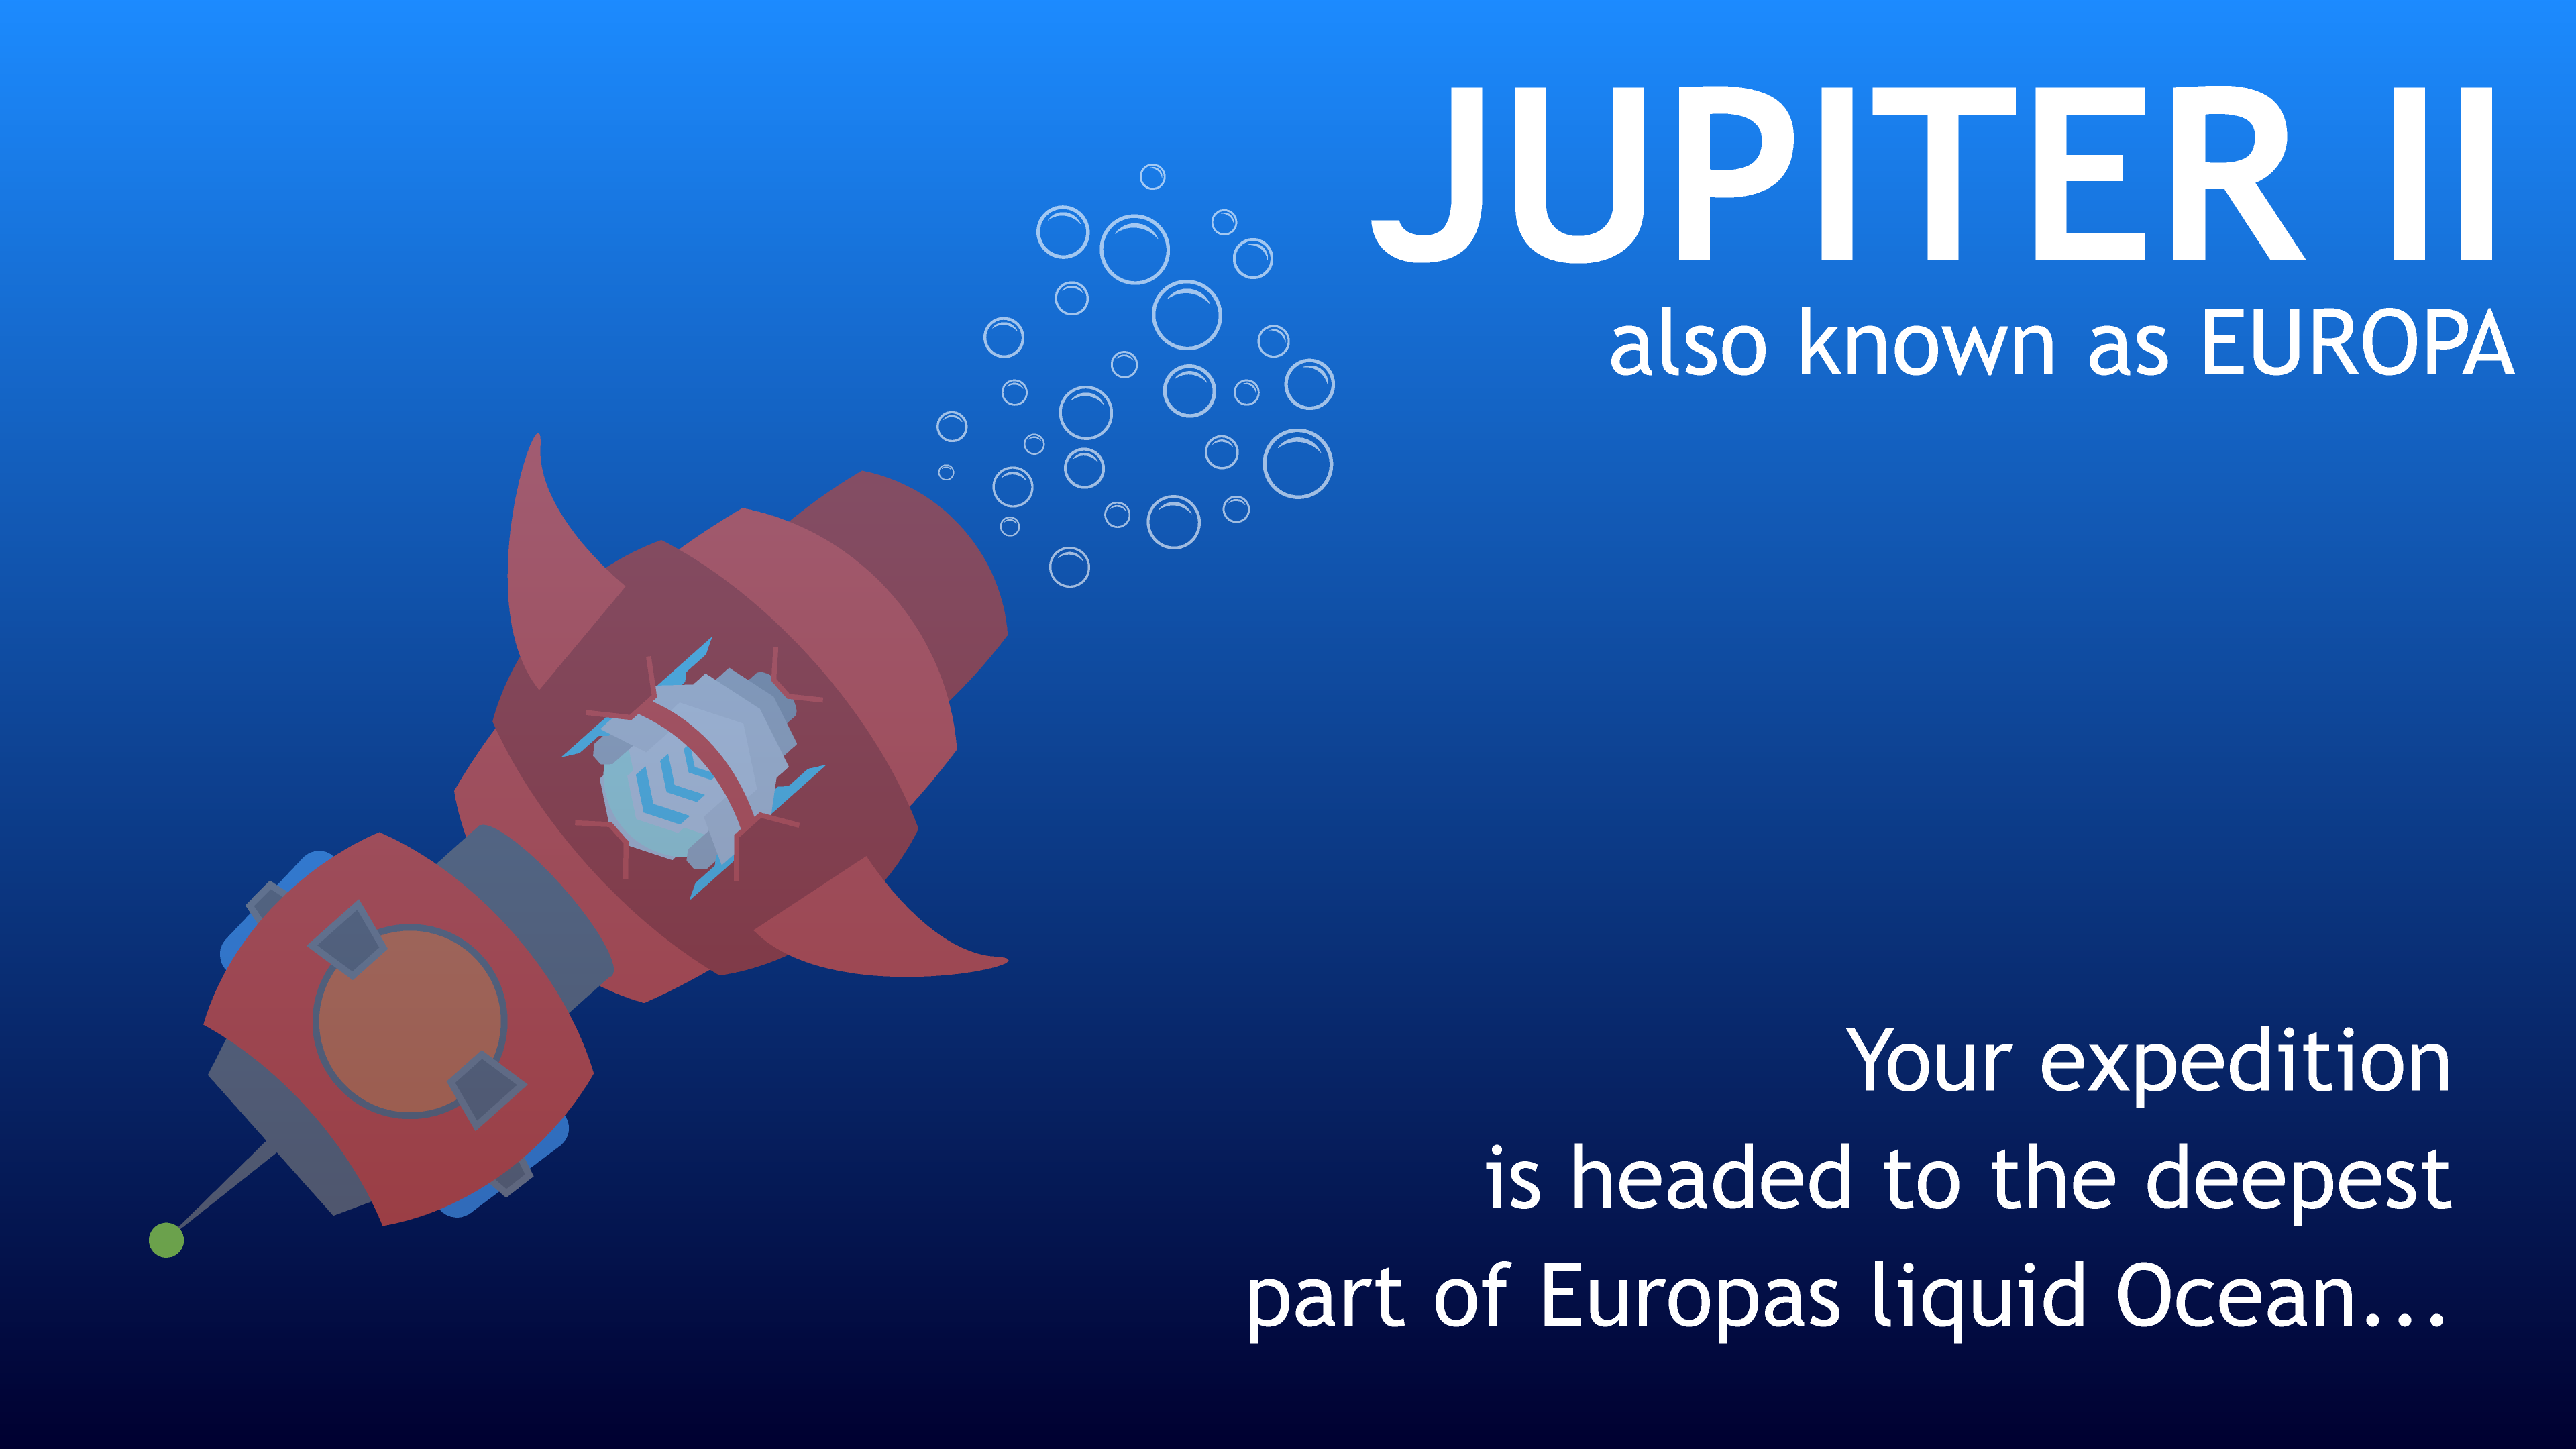 JUPITER II
also known as EUROPA
Your expedition
is headed to the deepest
part of Europas liquid Ocean...